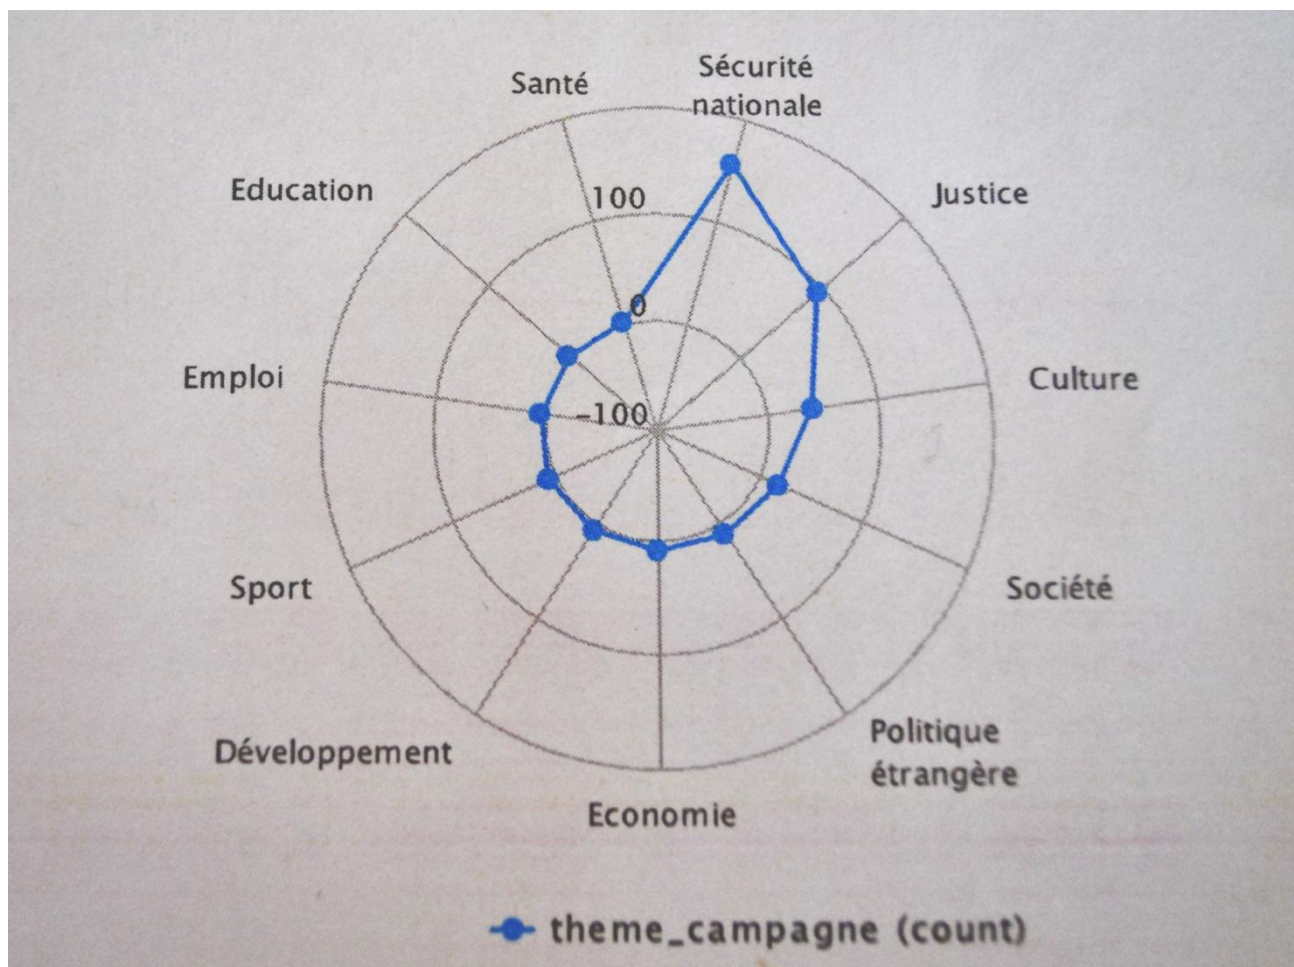 Sécurité
nationale
Santé
Education
Justice
100
0
Emploi
-100
Culture
Sport
Société
Développement
Politique
étrangère
Economie
theme_campagne (count)